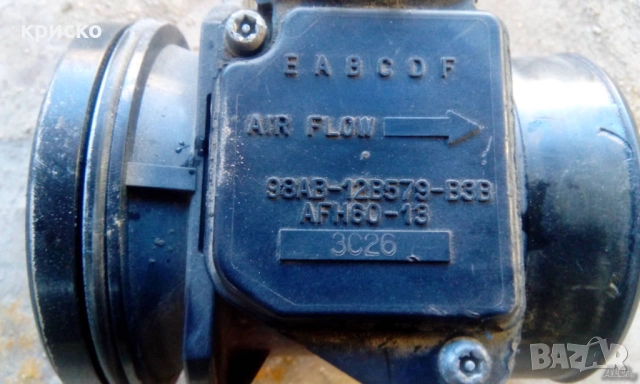 криско
EABCDF
AIR FLOW
98AB-12B579-B3B
AFH60-13
3C26
BAZAR